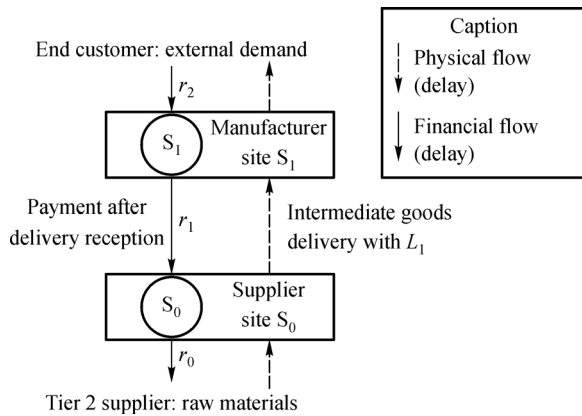 End customer: external demand
r2
S1
Manufacturer
site S1
Payment after
delivery reception
r1
Intermediate goods
delivery with L1
S0
Supplier
site S0
r0
Tier 2 supplier: raw materials
Caption
Physical flow
(delay)
Financial flow
(delay)